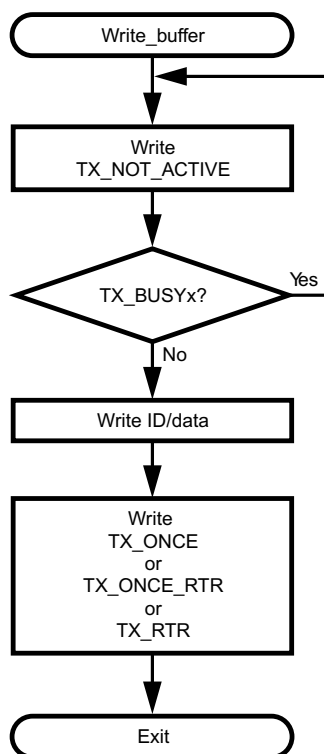 Write_buffer
Write
TX_NOT_ACTIVE
TX_BUSYx?
Yes
No
Write ID/data
Write
TX_ONCE
or
TX_ONCE_RTR
or
TX_RTR
Exit